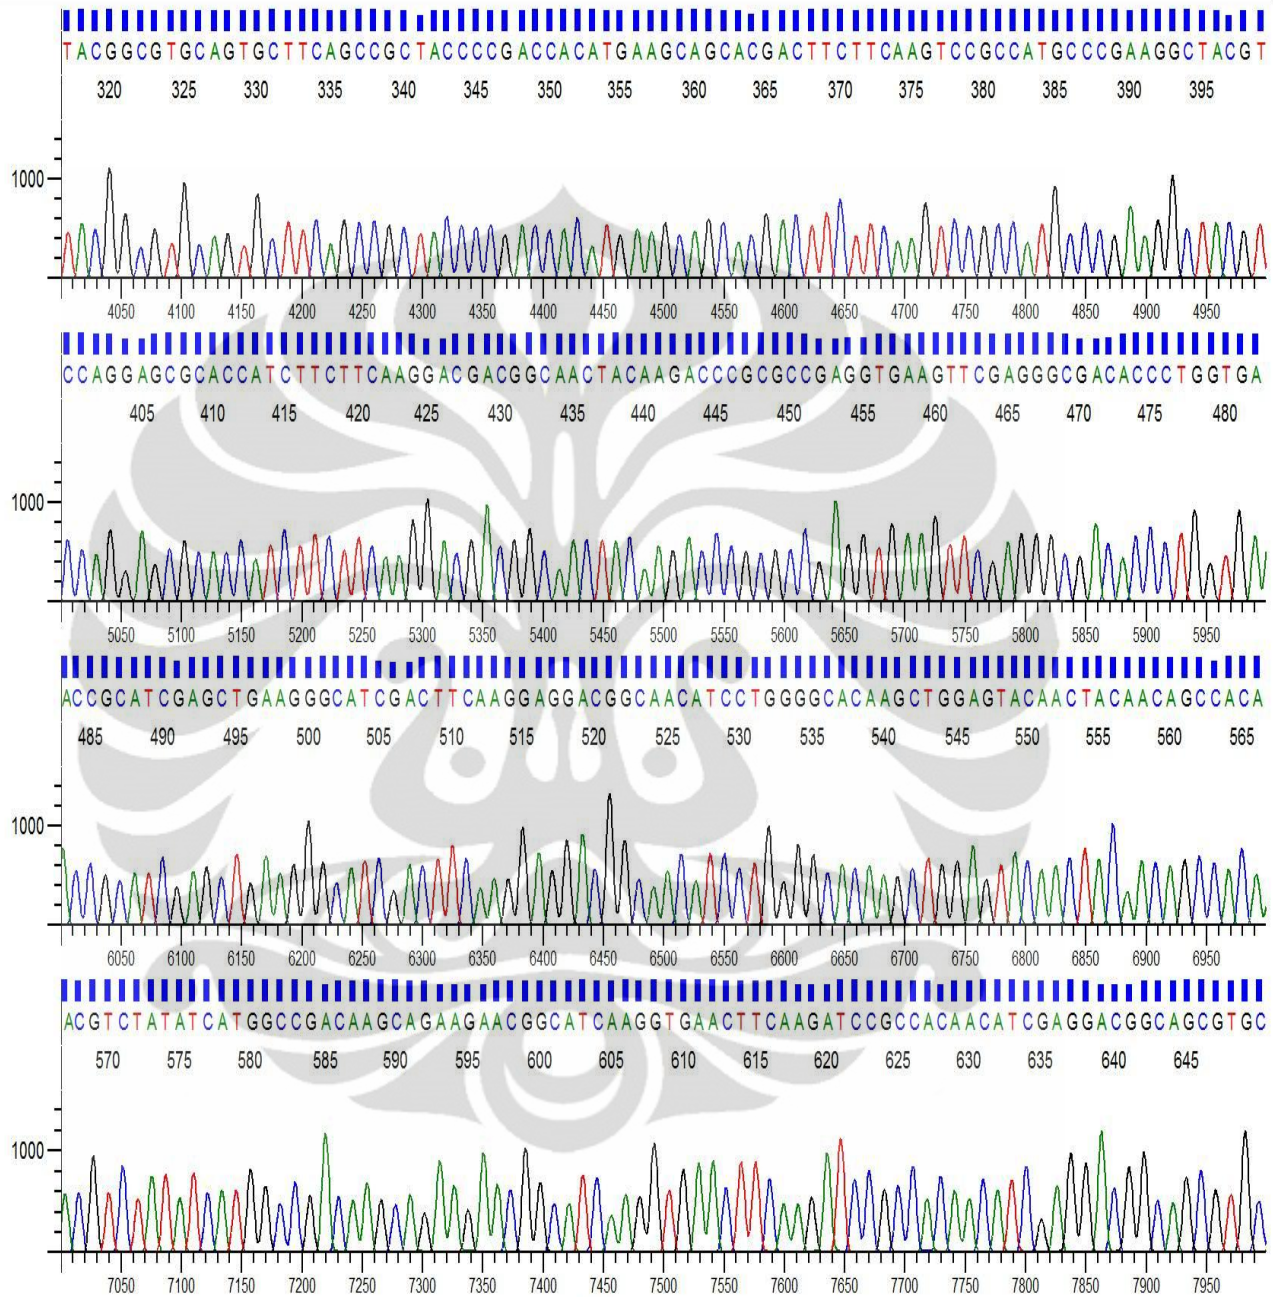 TACGGCGTGCAGTGCTTCAGCCGCTACCCCGACCACATGAAGCAGCACGACTTCTTCAAGTCCGCCATGCCCGAAGGCTACGT
320 325 330 335 340 345 350 355 360 365 370 375 380 385 390 395
1000
4050 4100 4150 4200 4250 4300 4350 4400 4450 4500 4550 4600 4650 4700 4750 4800 4850 4900 4950
CCAGGAGCGCACCATCTTCTTCAAGGACGACGGCAACTACAAGACCCGCGCCGAGGTGAAGTTCGAGGGCGACACCCTGGTGA
405 410 415 420 425 430 435 440 445 450 455 460 465 470 475 480
1000
5050 5100 5150 5200 5250 5300 5350 5400 5450 5500 5550 5600 5650 5700 5750 5800 5850 5900 5950
ACCGCATCGAGCTGAAGGGCATCGACTTCAAGGAGGACGGCAACATCCTGGGGCACAAGCTGGAGTACAACTACAACAGCCACA
485 490 495 500 505 510 515 520 525 530 535 540 545 550 555 560 565
1000
6050 6100 6150 6200 6250 6300 6350 6400 6450 6500 6550 6600 6650 6700 6750 6800 6850 6900 6950
ACGTCTATATCATGGCCGACAAGCAGAAGAACGGCATCAAGGTGAACTTCAAGATCCGCCACAACATCGAGGACGGCAGCGTGC
570 575 580 585 590 595 600 605 610 615 620 625 630 635 640 645
1000
7050 7100 7150 7200 7250 7300 7350 7400 7450 7500 7550 7600 7650 7700 7750 7800 7850 7900 7950